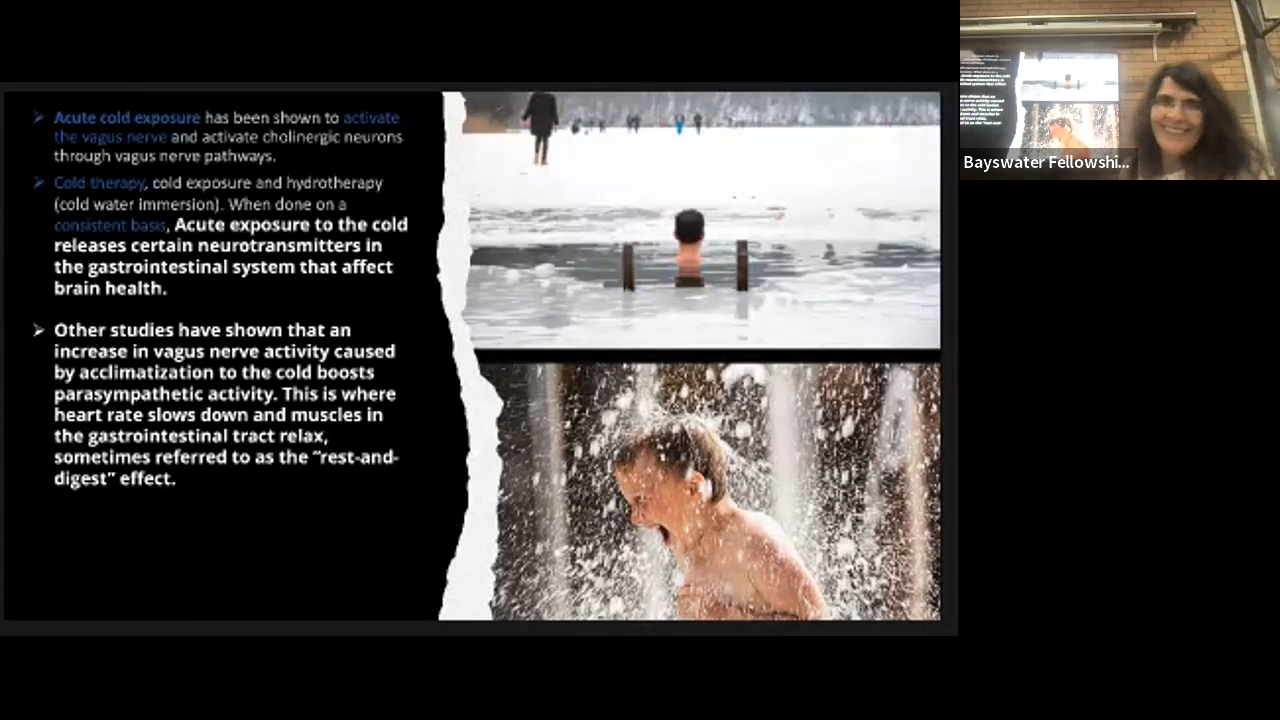 Acute cold exposure has been shown to activate
the vagus nerve and activate cholinergic neurons
through vagus nerve pathways.
Cold therapy, cold exposure and hydrotherapy
(cold water immersion). When done on a
consistent basis, Acute exposure to the cold
releases certain neurotransmitters in
the gastrointestinal system that affect
brain health.
Other studies have shown that an
increase in vagus nerve activity caused
by acclimatization to the cold boosts
parasympathetic activity. This is where
heart rate slows down and muscles in
the gastrointestinal tract relax,
sometimes referred to as the “rest-and-
digest” effect.
Bayswater Fellowshi...